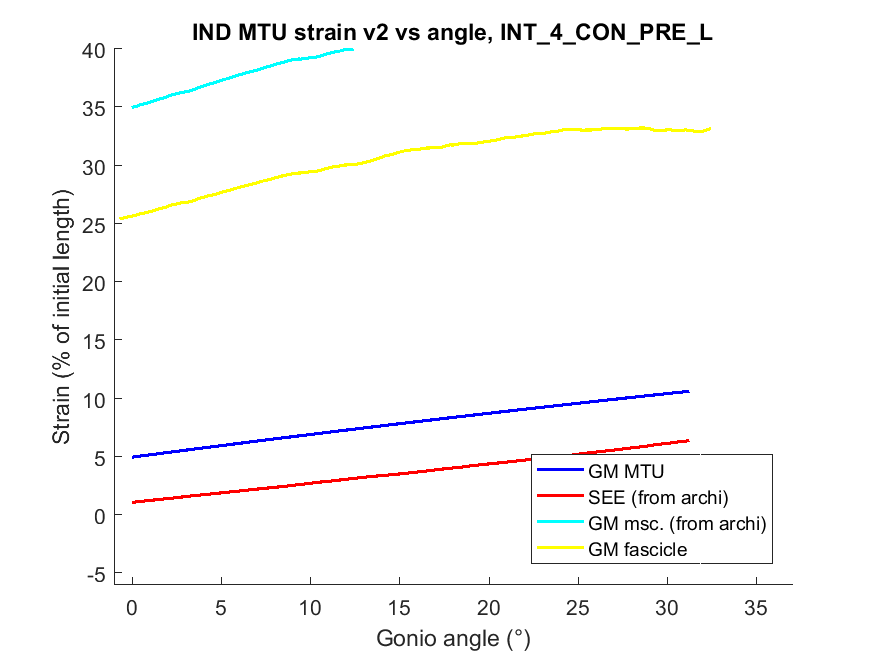 IND MTU strain v2 vs angle, INT_4_CON_PRE_L
40
35
30
25
20
15
10
5
0
-5
Strain (% of initial length)
0 5 10 15 20 25 30 35
Gonio angle (°)
GM MTU
SEE (from archi)
GM msc. (from archi)
GM fascicle